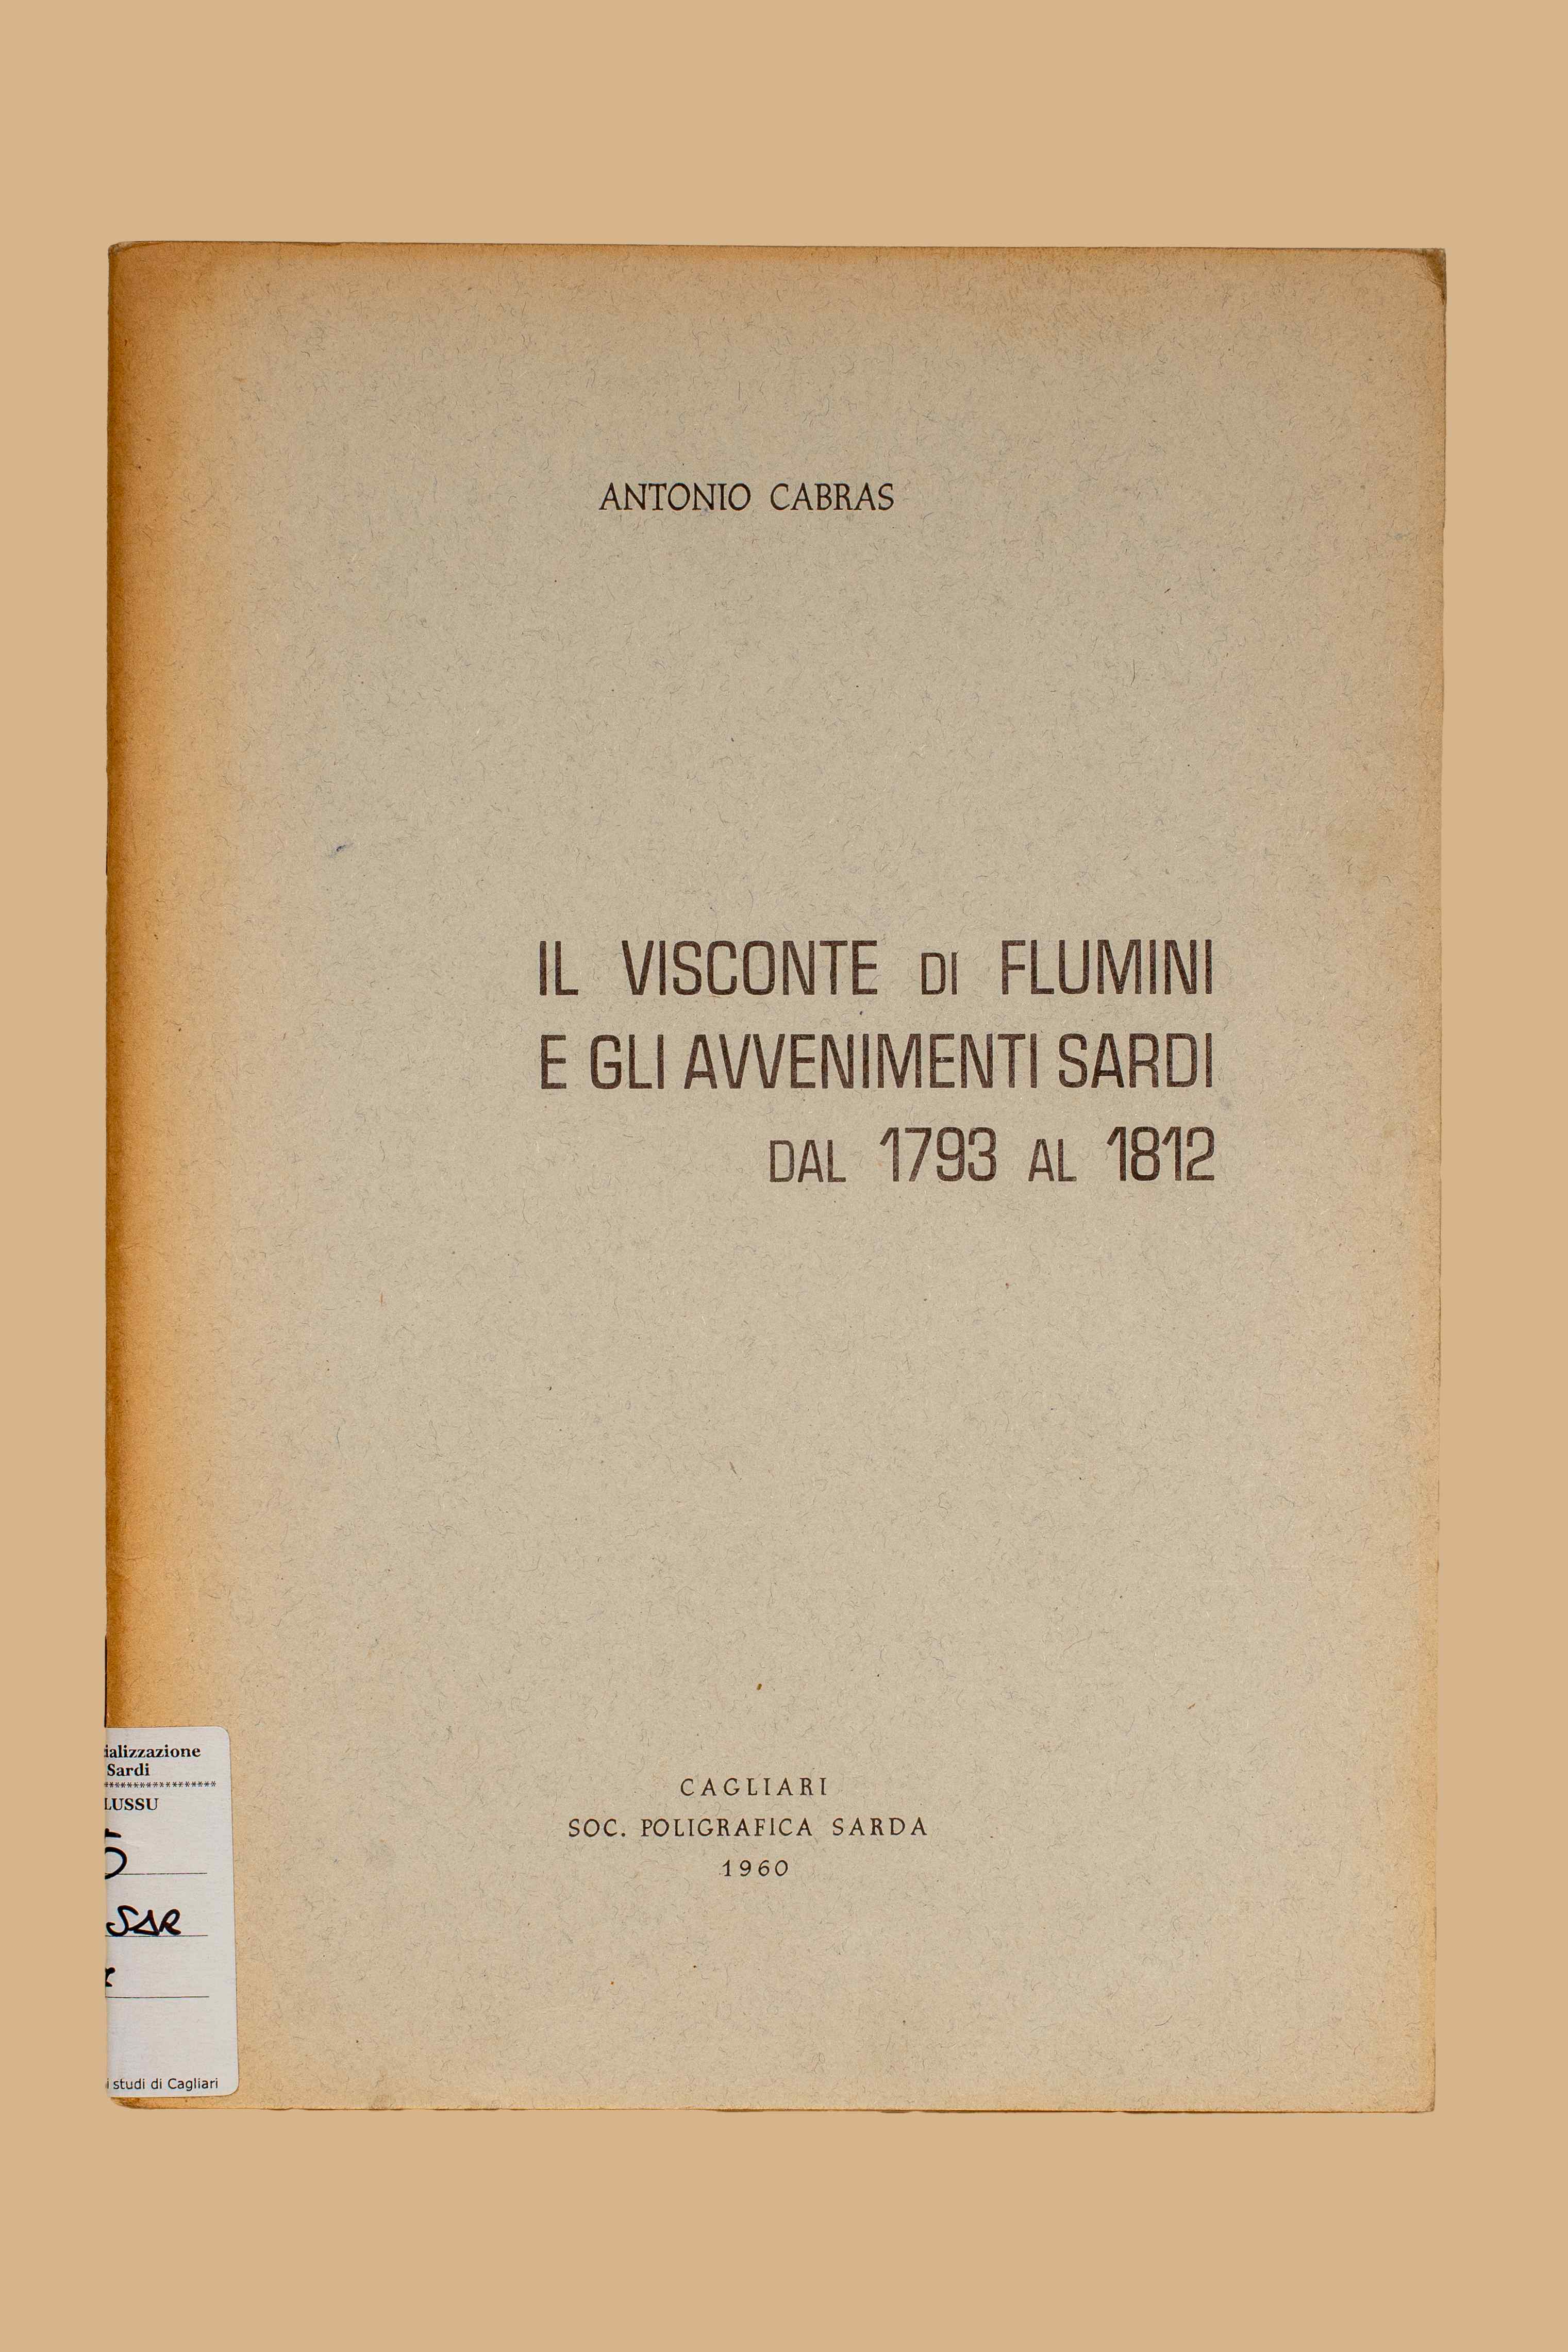 ANTONIO CABRAS
IL VISCONTE DI FLUMINI
E GLI AVVENIMENTI SARDI
DAL 1793 AL 1812
CAGLIARI
SOC. POLIGRAFICA SARDA
1960
ializzazione
Sardi
*******************
LUSSU
SAR
i studi di Cagliari